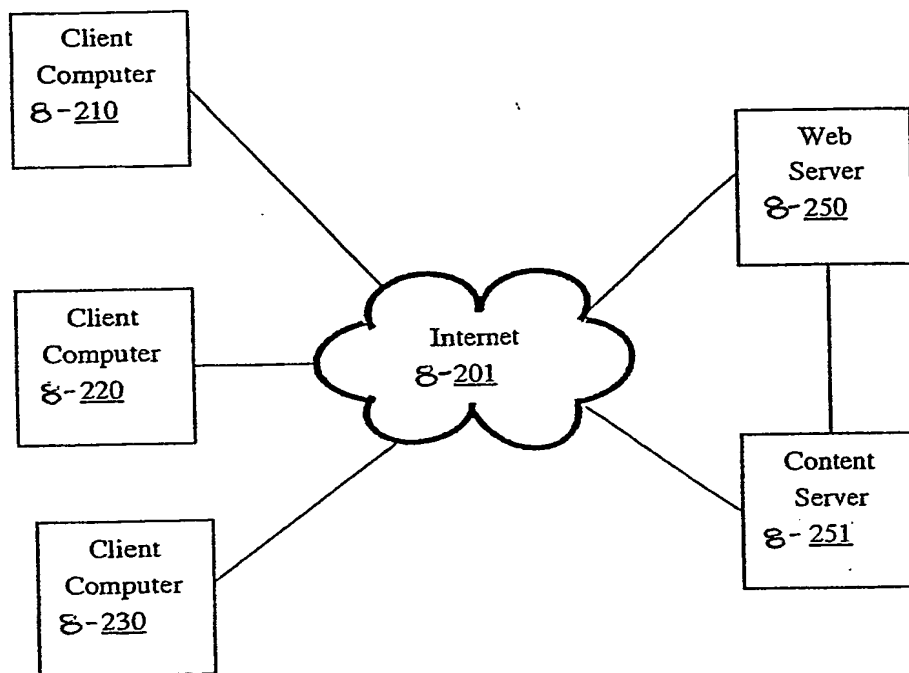 Client
Computer
8-210
Web
Server
8-250
Client
Computer
8-220
Internet
8-201
Content
Server
8-251
Client
Computer
8-230